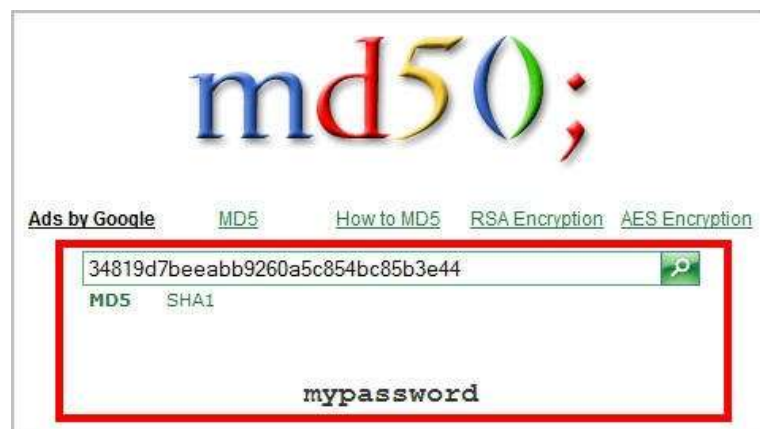 md5();
Ads by Google MD5 How to MD5 RSA Encryption AES Encryption
34819d7beeabb9260a5c854bc85b3e44
MD5 SHA1
mypassword